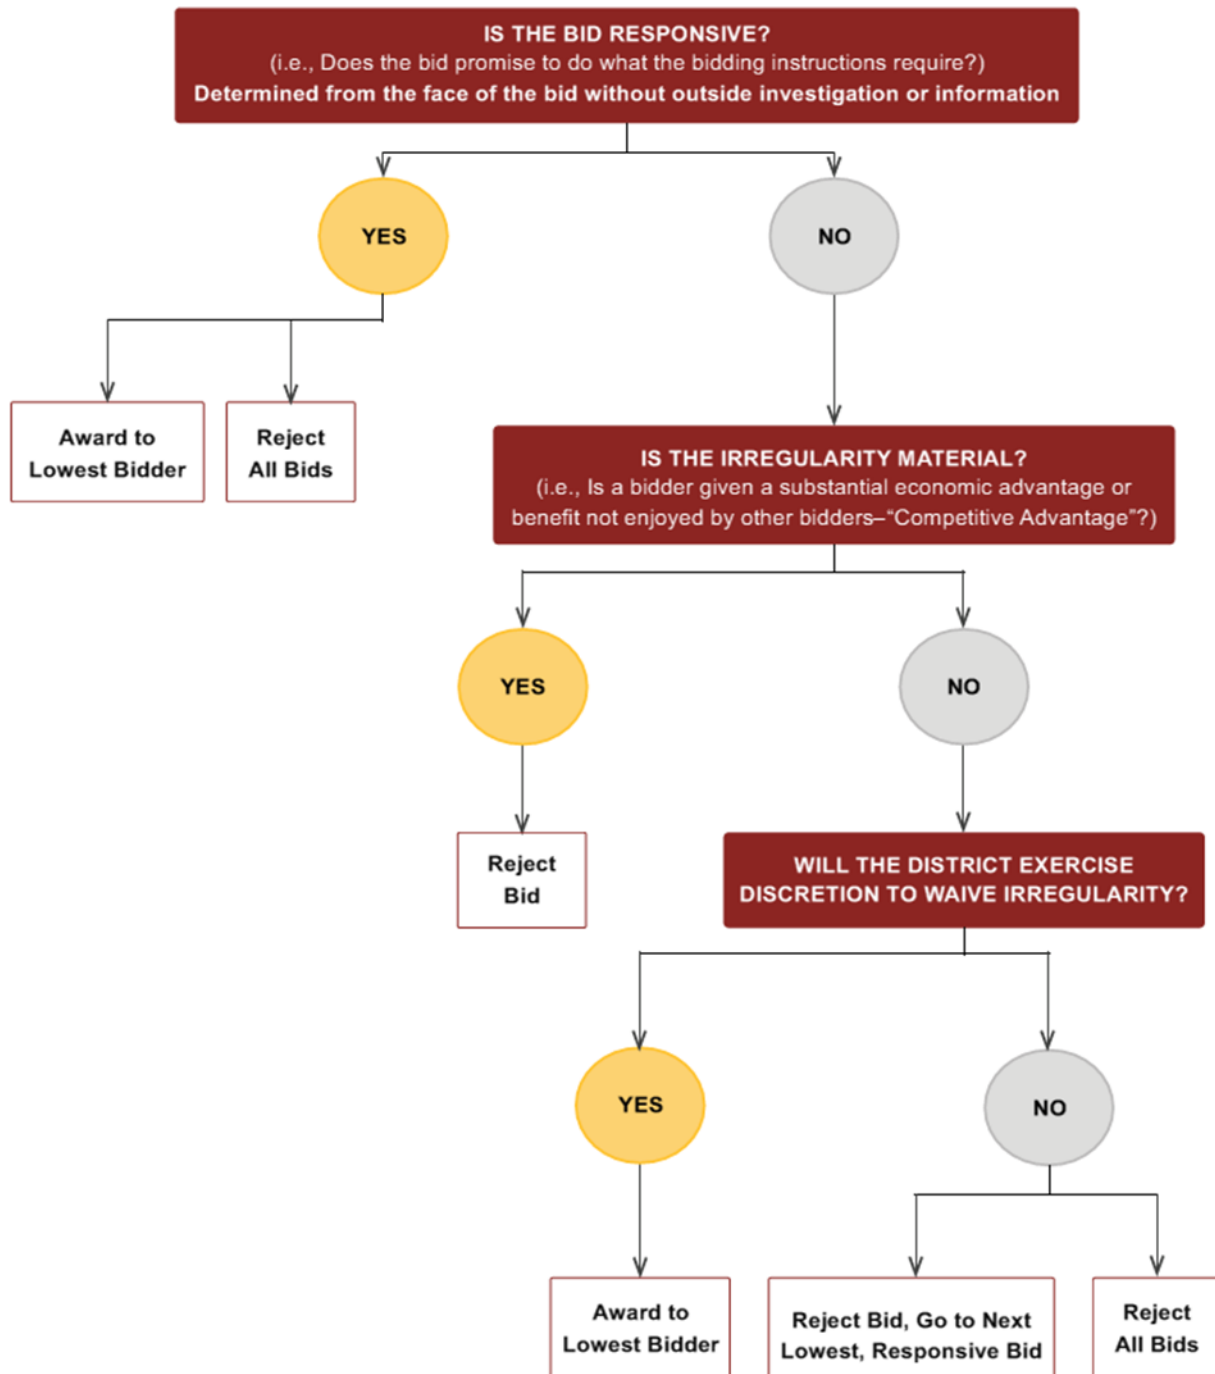 IS THE BID RESPONSIVE?
(i.e., Does the bid promise to do what the bidding instructions require?)
Determined from the face of the bid without outside investigation or information
YES
NO
Award to
Lowest Bidder
Reject
All Bids
IS THE IRREGULARITY MATERIAL?
(i.e., Is a bidder given a substantial economic advantage or
benefit not enjoyed by other bidders–“Competitive Advantage”?)
YES
NO
Reject
Bid
WILL THE DISTRICT EXERCISE
DISCRETION TO WAIVE IRREGULARITY?
YES
NO
Award to
Lowest Bidder
Reject Bid, Go to Next
Lowest, Responsive Bid
Reject
All Bids